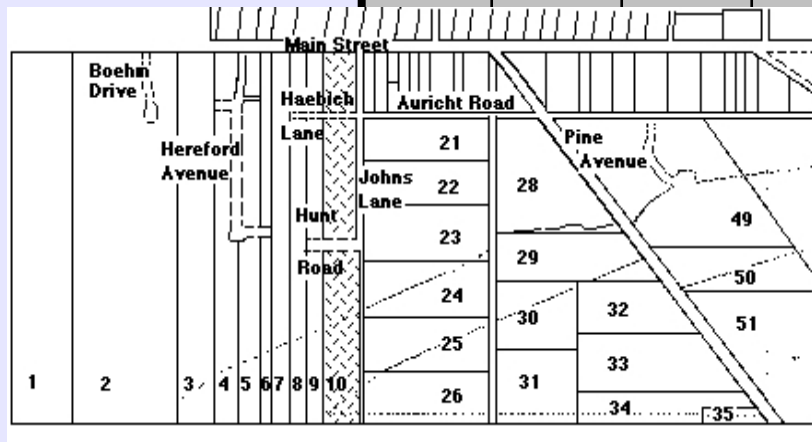 Main Street
Boehm
Drive
Haebich
Lane
Auricht Road
Hereford
Avenue
Pine
Avenue
Johns
Lane
Hunt
Road
21
22
23
24
25
26
28
29
30
31
32
33
34
35
49
50
51
1
2
3
4
5
6
7
8
9
10